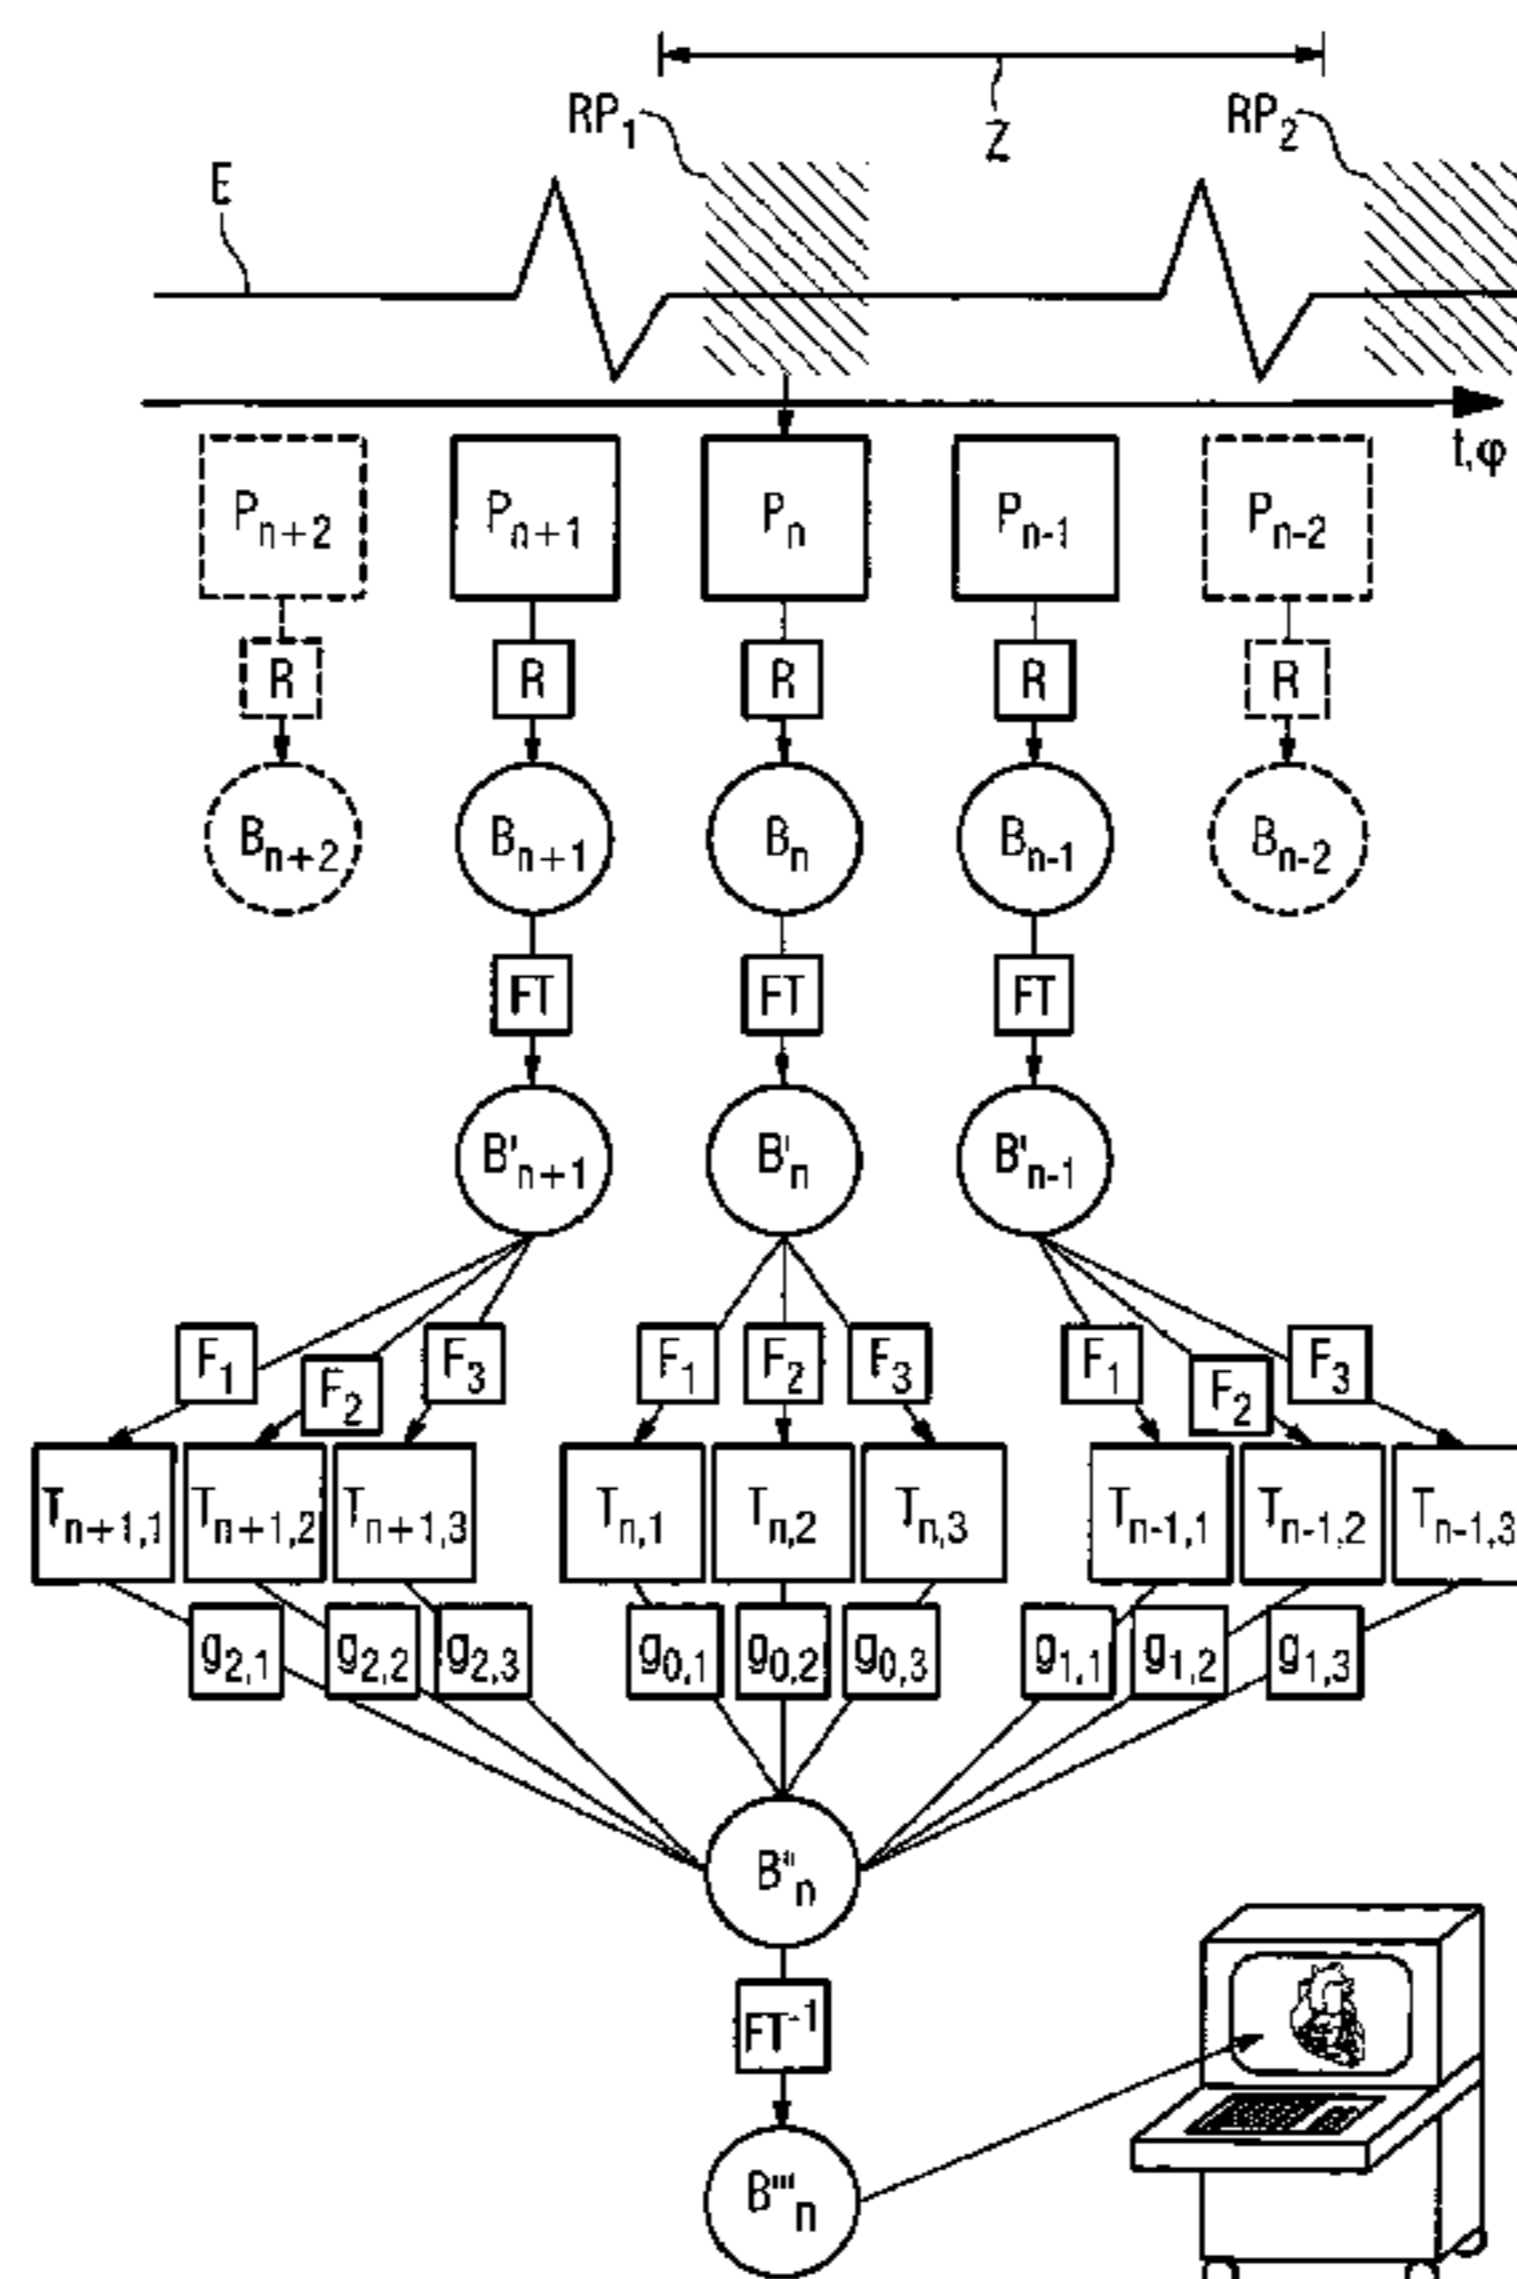 RP1 Z RP2
E
t,φ
Pn+2 Pn+1 Pn Pn-1 Pn-2
R R R R R
Bn+2 Bn+1 Bn Bn-1 Bn-2
FT FT FT
B'n+1 B'n B'n-1
F1 F2 F3 F1 F2 F3 F1 F2 F3
Tn+1,1 Tn+1,2 Tn+1,3 Tn,1 Tn,2 Tn,3 Tn-1,1 Tn-1,2 Tn-1,3
g2,1 g2,2 g2,3 g0,1 g0,2 g0,3 g1,1 g1,2 g1,3
B"n
FT-1
B'''n